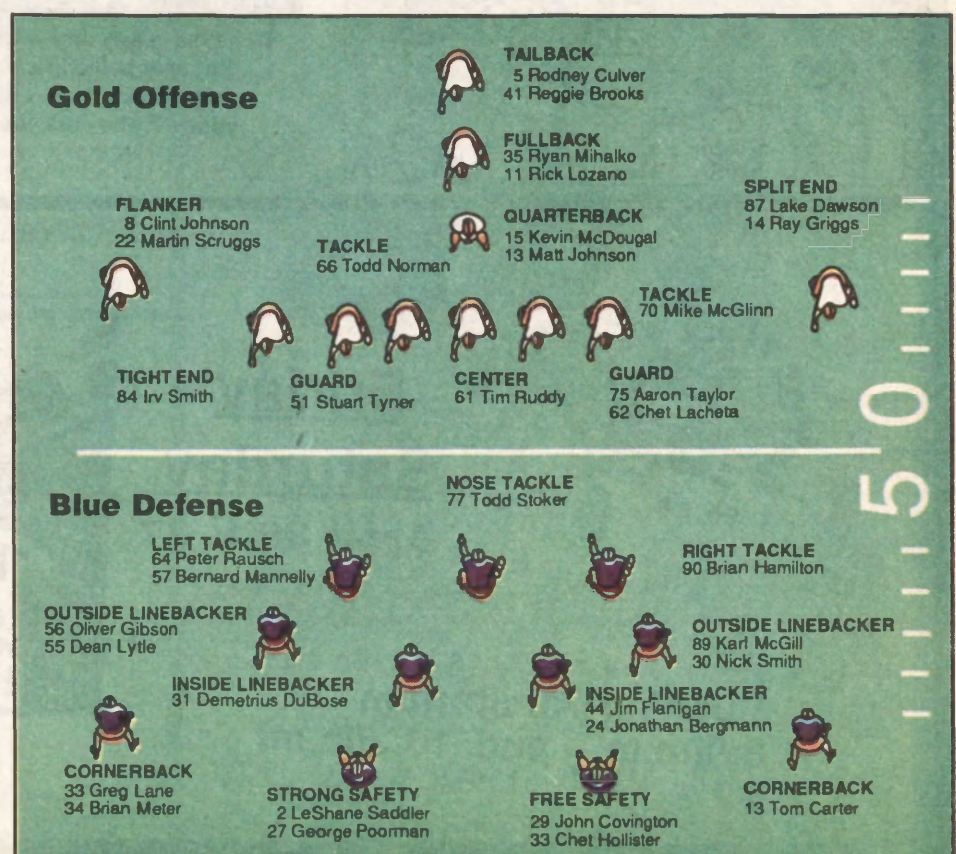 Gold Offense
TAILBACK
5 Rodney Culver
41 Reggie Brooks
FULLBACK
35 Ryan Mihalko
11 Rick Lozano
QUARTERBACK
15 Kevin McDougal
13 Matt Johnson
FLANKER
8 Clint Johnson
22 Martin Scruggs
SPLIT END
87 Lake Dawson
14 Ray Griggs
TACKLE
66 Todd Norman
TACKLE
70 Mike McGlinn
TIGHT END
84 Irv Smith
GUARD
51 Stuart Tyner
CENTER
61 Tim Ruddy
GUARD
75 Aaron Taylor
62 Chet Lacheta
50
Blue Defense
NOSE TACKLE
77 Todd Stoker
LEFT TACKLE
64 Peter Rausch
57 Bernard Mannelly
RIGHT TACKLE
90 Brian Hamilton
OUTSIDE LINEBACKER
56 Oliver Gibson
55 Dean Lytle
OUTSIDE LINEBACKER
89 Karl McGill
30 Nick Smith
INSIDE LINEBACKER
31 Demetrius DuBose
INSIDE LINEBACKER
44 Jim Flanigan
24 Jonathan Bergmann
CORNERBACK
33 Greg Lane
34 Brian Meter
STRONG SAFETY
2 LeShane Saddler
27 George Poorman
FREE SAFETY
29 John Covington
33 Chet Hollister
CORNERBACK
13 Tom Carter